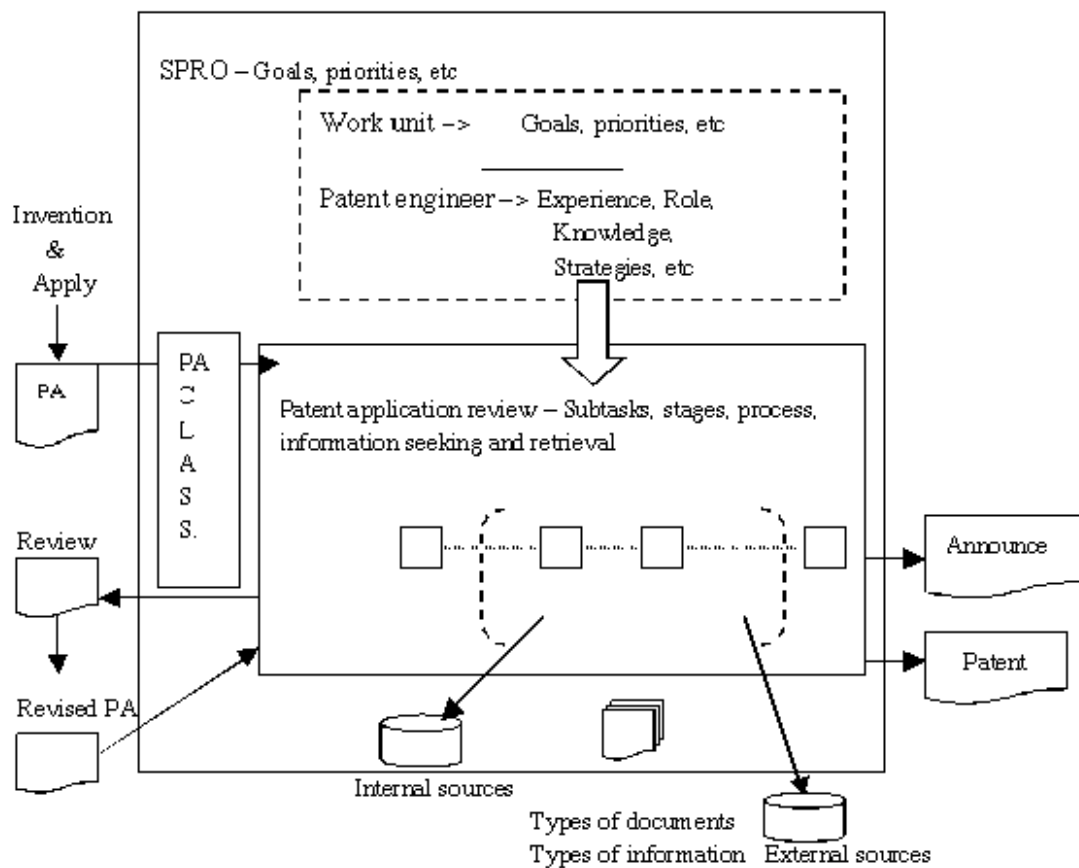 SPRO – Goals, priorities, etc
Work unit –> Goals, priorities, etc
Patent engineer –> Experience, Role,
Knowledge,
Strategies, etc
Invention
&
Apply
PA
PA
C
L
A
S
S.
Patent application review – Subtasks, stages, process,
information seeking and retrieval
Review
Revised PA
Announce
Patent
Internal sources
Types of documents
Types of information
External sources